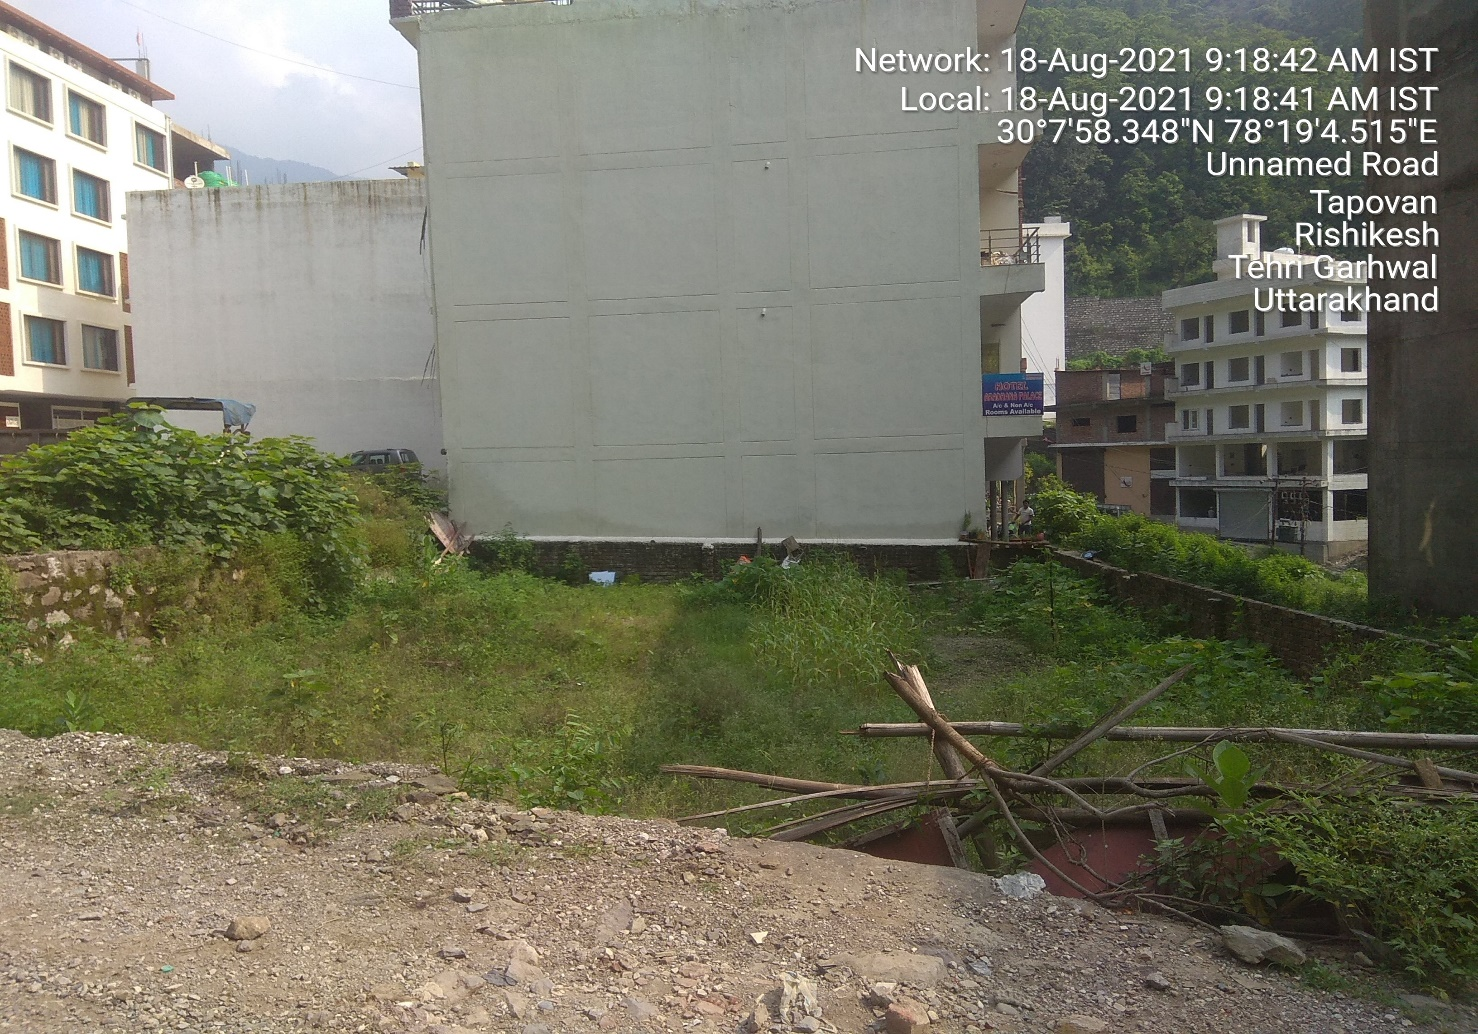 Network: 18-Aug-2021 9:18:42 AM IST
Local: 18-Aug-2021 9:18:41 AM IST
30°7'58.348"N 78°19'4.515"E
Unnamed Road
Tapovan
Rishikesh
Tehri Garhwal
Uttarakhand
HOTEL
PALACE
A/c & Non A/c
Rooms Available